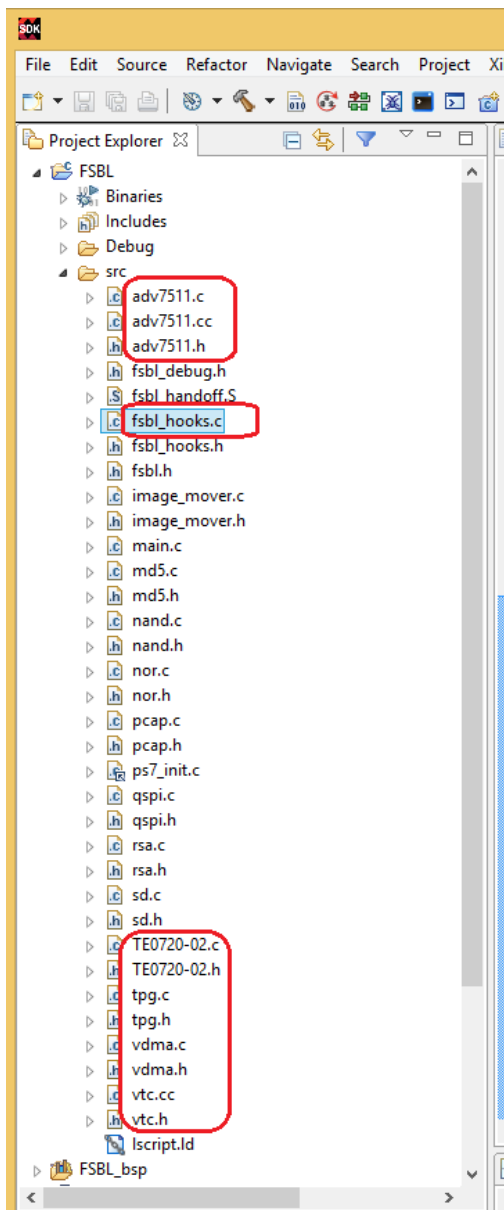 SDK
File Edit Source Refactor Navigate Search Project Xi
Project Explorer
FSBL
Binaries
Includes
Debug
src
adv7511.c
adv7511.cc
adv7511.h
fsbl_debug.h
fsbl_handoff.S
fsbl_hooks.c
fsbl_hooks.h
fsbl.h
image_mover.c
image_mover.h
main.c
md5.c
md5.h
nand.c
nand.h
nor.c
nor.h
pcap.c
pcap.h
ps7_init.c
qspi.c
qspi.h
rsa.c
rsa.h
sd.c
sd.h
TE0720-02.c
TE0720-02.h
tpg.c
tpg.h
vdma.c
vdma.h
vtc.cc
vtc.h
lscript.ld
FSBL_bsp